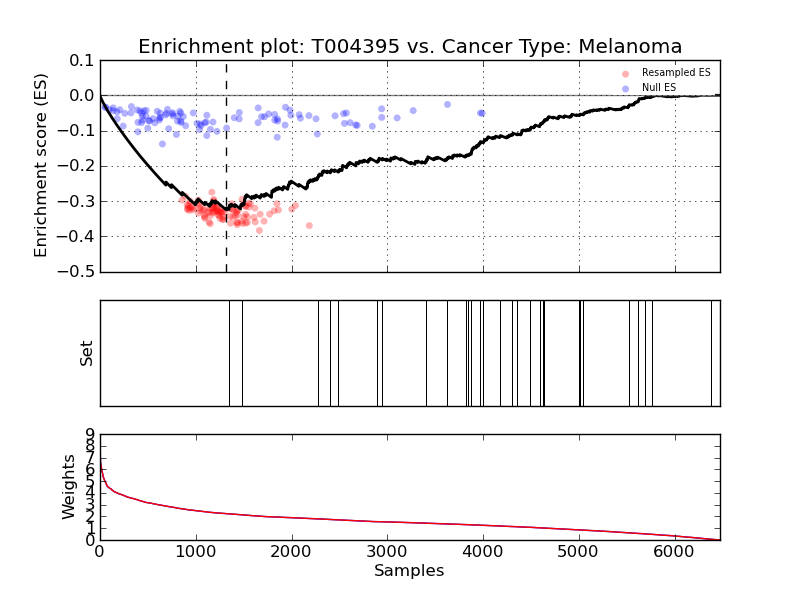 Enrichment plot: T004395 vs. Cancer Type: Melanoma
0.1
0.0
−0.1
−0.2
−0.3
−0.4
−0.5
Enrichment score (ES)
Resampled ES
Null ES
Set
9
8
7
6
5
4
3
2
1
0
Weights
0 1000 2000 3000 4000 5000 6000
Samples